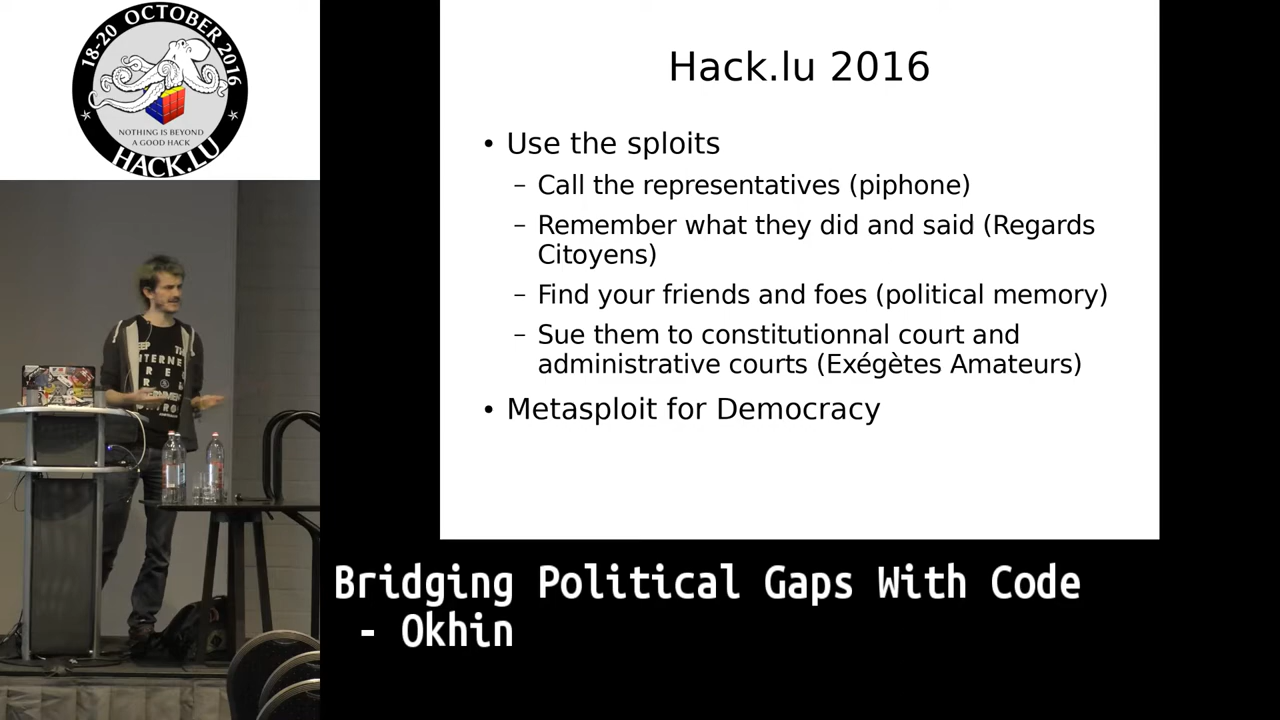 18-20 OCTOBER 2016
NOTHING IS BEYOND
A GOOD HACK
HACK.LU
Hack.lu 2016
• Use the sploits
– Call the representatives (piphone)
– Remember what they did and said (Regards
Citoyens)
– Find your friends and foes (political memory)
– Sue them to constitutionnal court and
administrative courts (Exégètes Amateurs)
• Metasploit for Democracy
Bridging Political Gaps With Code
- Okhin